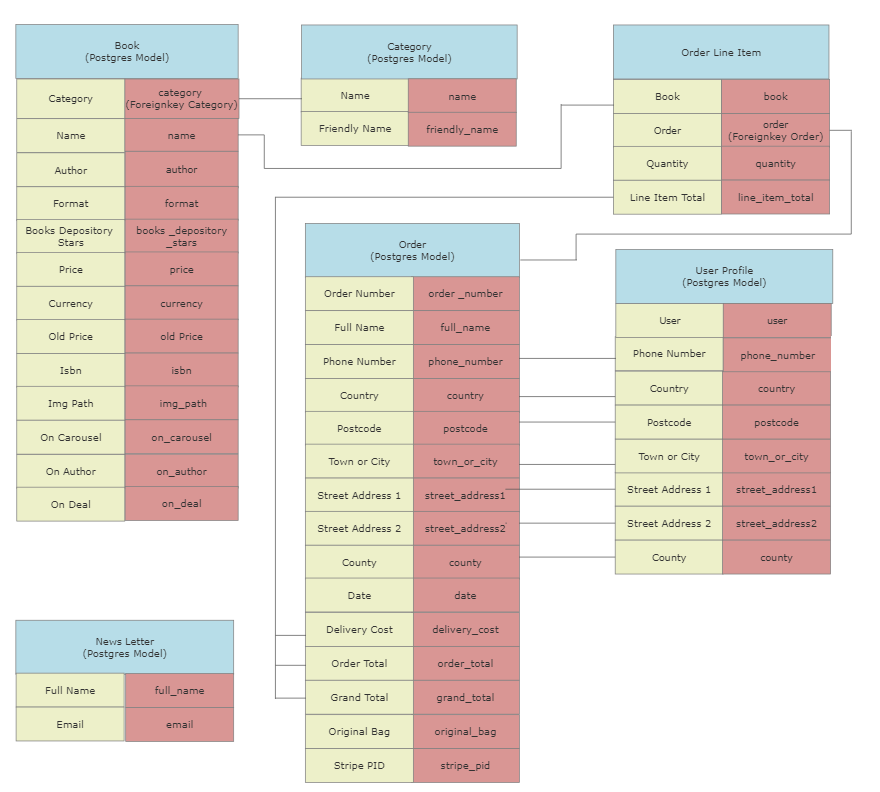 Book
(Postgres Model)
Category
category
(Foreignkey Category)
Name
name
Author
author
Format
format
Books Depository
Stars
books _depository
_stars
Price
price
Currency
currency
Old Price
old Price
Isbn
isbn
Img Path
img_path
On Carousel
on_carousel
On Author
on_author
On Deal
on_deal
Category
(Postgres Model)
Name
name
Friendly Name
friendly_name
Order Line Item
Book
book
Order
order
(Foreignkey Order)
Quantity
quantity
Line Item Total
line_item_total
Order
(Postgres Model)
Order Number
order _number
Full Name
full_name
Phone Number
phone_number
Country
country
Postcode
postcode
Town or City
town_or_city
Street Address 1
street_address1
Street Address 2
street_address2
County
county
Date
date
Delivery Cost
delivery_cost
Order Total
order_total
Grand Total
grand_total
Original Bag
original_bag
Stripe PID
stripe_pid
User Profile
(Postgres Model)
User
user
Phone Number
phone_number
Country
country
Postcode
postcode
Town or City
town_or_city
Street Address 1
street_address1
Street Address 2
street_address2
County
county
News Letter
(Postgres Model)
Full Name
full_name
Email
email